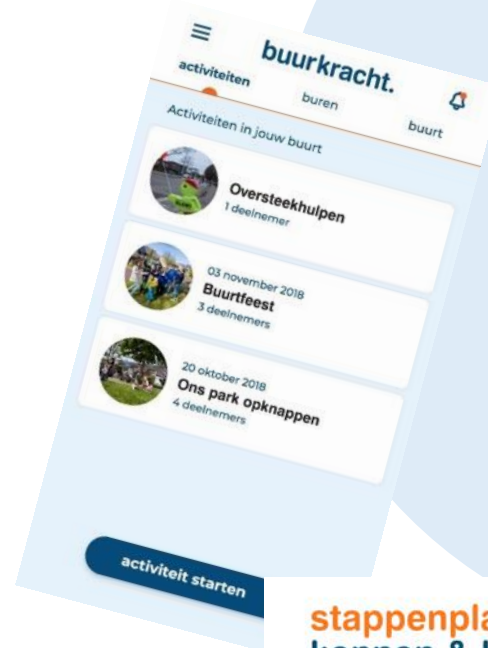 buurkracht.
activiteiten
buren
buurt
Activiteiten in jouw buurt
Oversteekhulpen
1 deelnemer
03 november 2018
Buurtfeest
3 deelnemers
20 oktober 2018
Ons park opknappen
4 deelnemers
activiteit starten